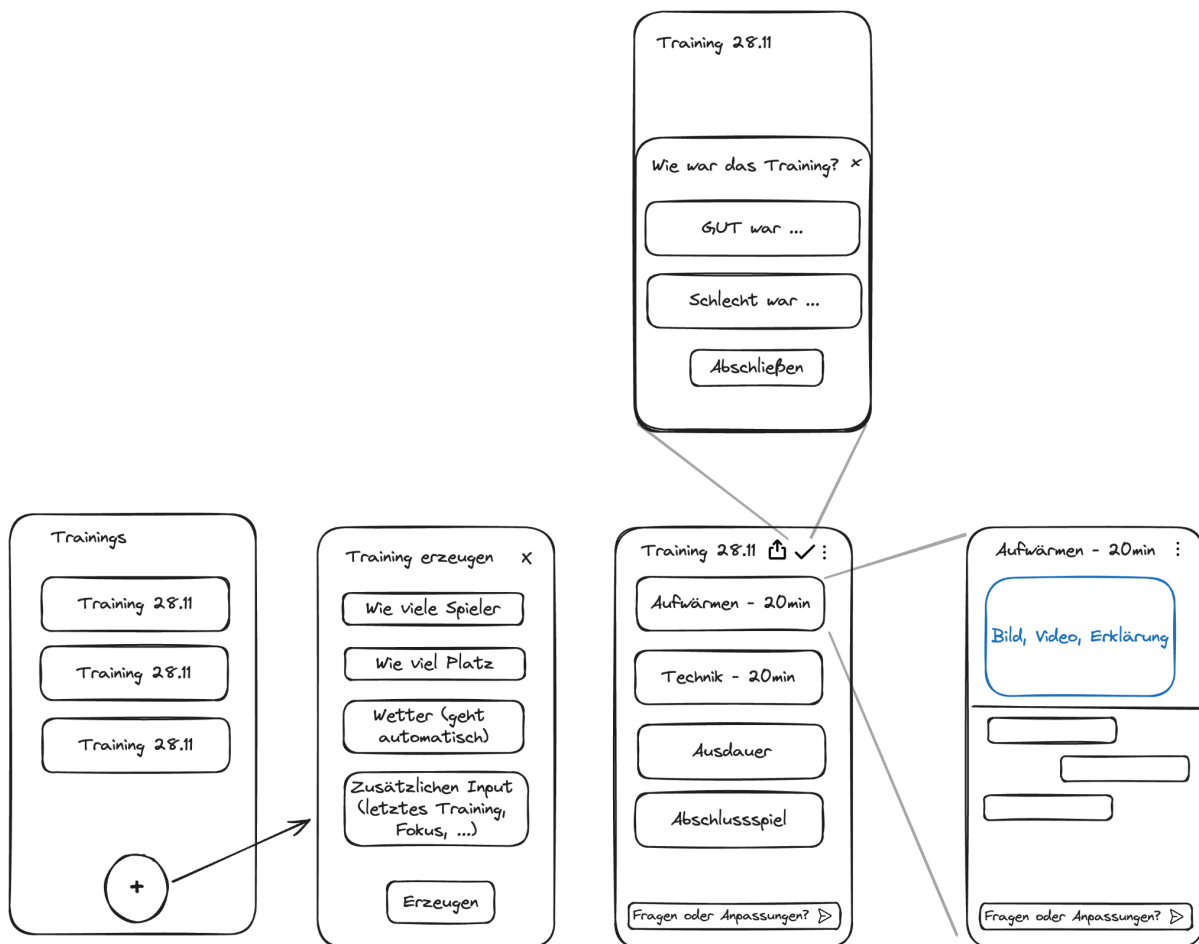 Training 28.11
Wie war das Training? ×
GUT war ...
Schlecht war ...
Abschließen
Trainings
Training 28.11
Training 28.11
Training 28.11
+
Training erzeugen x
Wie viele Spieler
Wie viel Platz
Wetter (geht
automatisch)
Zusätzlichen Input
(letztes Training,
Fokus, ...)
Erzeugen
Training 28.11
Aufwärmen - 20min
Technik - 20min
Ausdauer
Abschlussspiel
Fragen oder Anpassungen?
Aufwärmen - 20min
Bild, Video, Erklärung
Fragen oder Anpassungen?